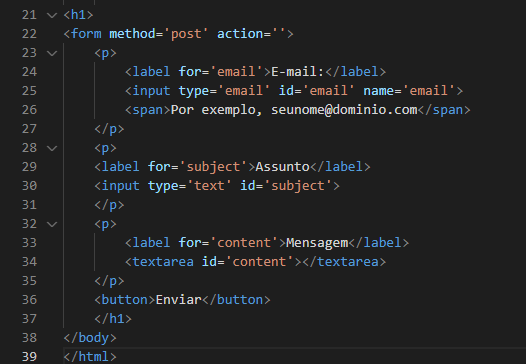 21 <h1>
22 <form method='post' action=''>
23 <p>
24 <label for='email'>E-mail:</label>
25 <input type='email' id='email' name='email'>
26 <span>Por exemplo, seunome@dominio.com</span>
27 </p>
28 <p>
29 <label for='subject'>Assunto</label>
30 <input type='text' id='subject'>
31 </p>
32 <p>
33 <label for='content'>Mensagem</label>
34 <textarea id='content'></textarea>
35 </p>
36 <button>Enviar</button>
37 </h1>
38 </body>
39 </html>